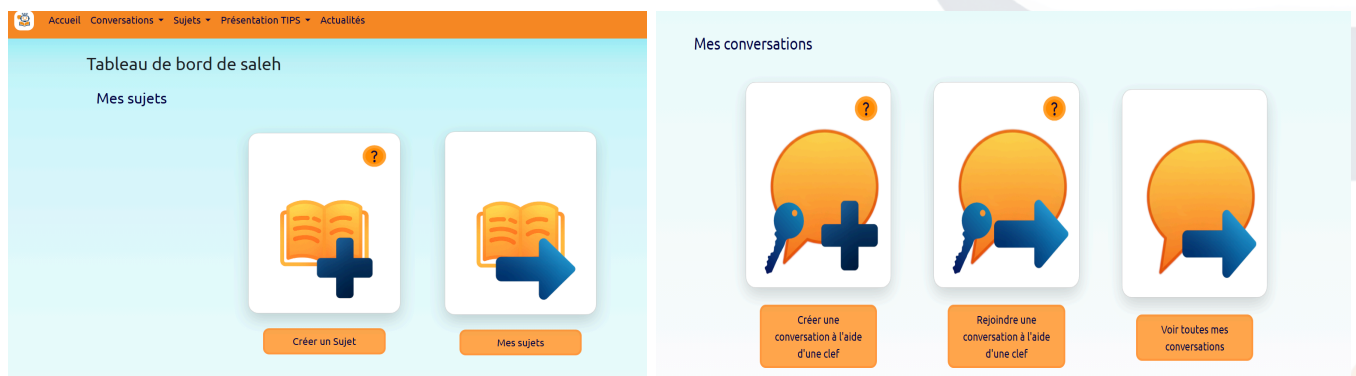 Accueil Conversations Sujets Présentation TIPS Actualités
Tableau de bord de saleh
Mes sujets
?
Créer un Sujet
Mes sujets
Mes conversations
?
?
Créer une
conversation à l'aide
d'une clef
Rejoindre une
conversation à l'aide
d'une clef
Voir toutes mes
conversations